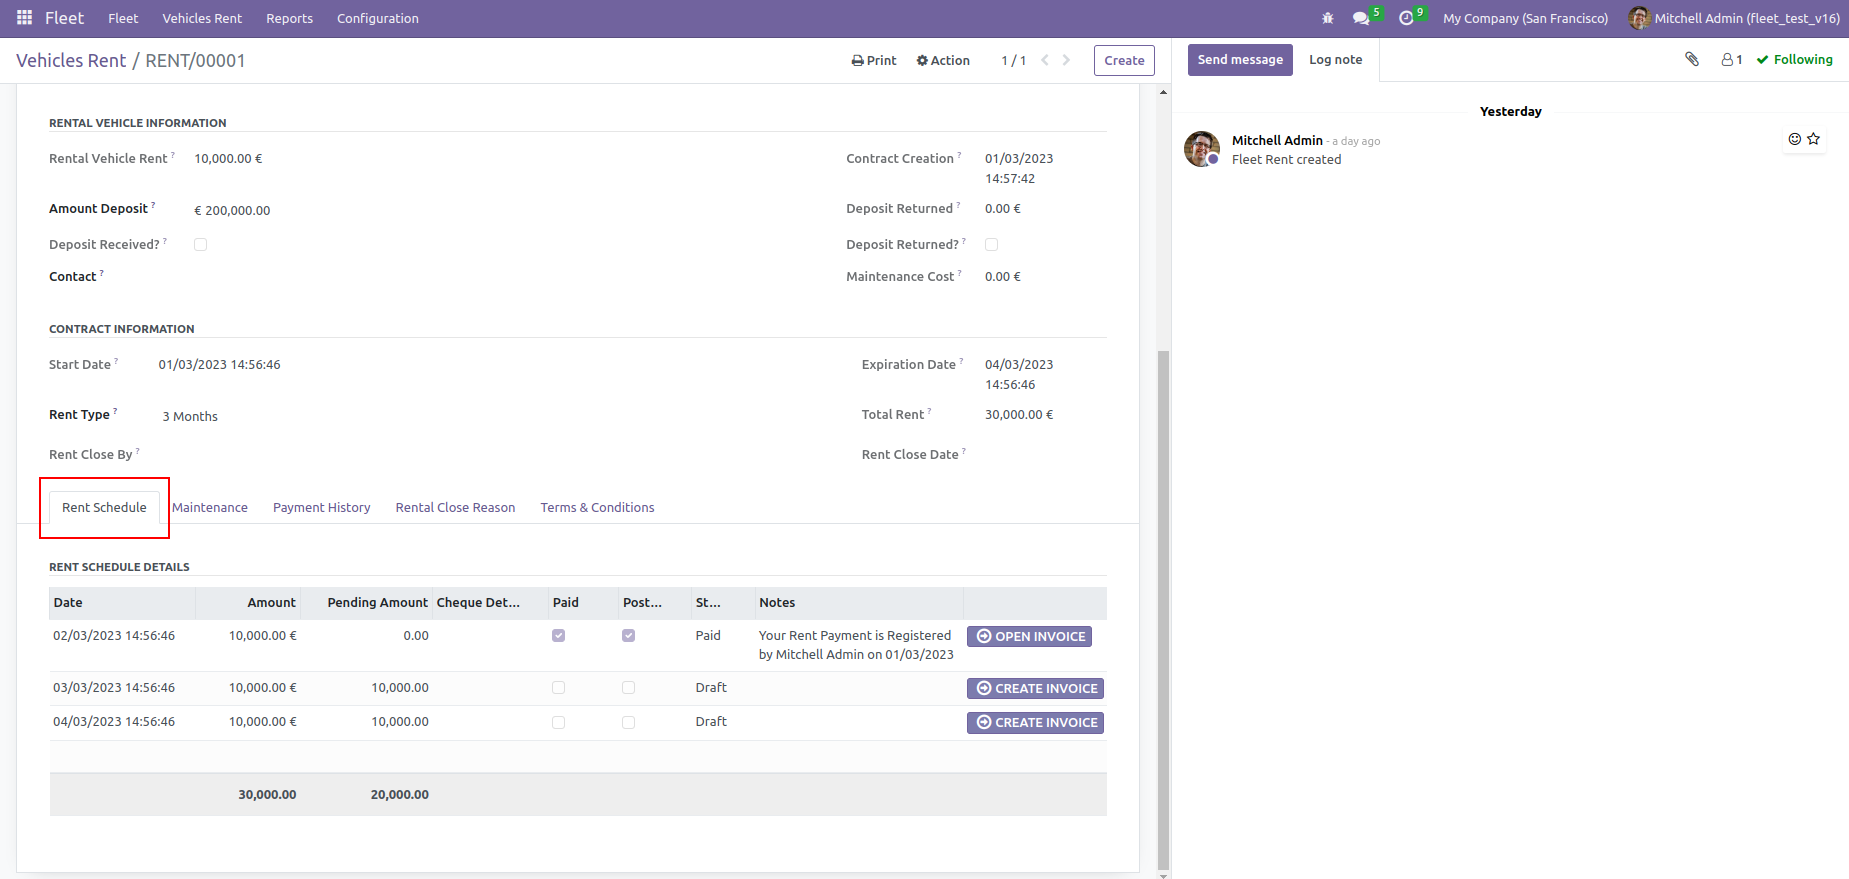 Fleet Fleet Vehicles Rent Reports Configuration 5 9 My Company (San Francisco) Mitchell Admin (fleet_test_v16)
Vehicles Rent / RENT/00001 Print Action 1 / 1 Create Send message Log note 1 Following
RENTAL VEHICLE INFORMATION
Rental Vehicle Rent ? 10,000.00 € Contract Creation ? 01/03/2023
14:57:42
Amount Deposit ? € 200,000.00 Deposit Returned ? 0.00 €
Deposit Received? ? Deposit Returned? ?
Contact ? Maintenance Cost ? 0.00 €
CONTRACT INFORMATION
Start Date ? 01/03/2023 14:56:46 Expiration Date ? 04/03/2023
14:56:46
Rent Type ? 3 Months Total Rent ? 30,000.00 €
Rent Close By ? Rent Close Date ?
Rent Schedule Maintenance Payment History Rental Close Reason Terms & Conditions
RENT SCHEDULE DETAILS
Date Amount Pending Amount Cheque Det... Paid Post... St... Notes
02/03/2023 14:56:46 10,000.00 € 0.00 Paid Your Rent Payment is Registered OPEN INVOICE
by Mitchell Admin on 01/03/2023
03/03/2023 14:56:46 10,000.00 € 10,000.00 Draft CREATE INVOICE
04/03/2023 14:56:46 10,000.00 € 10,000.00 Draft CREATE INVOICE
30,000.00 20,000.00
Yesterday
Mitchell Admin - a day ago
Fleet Rent created